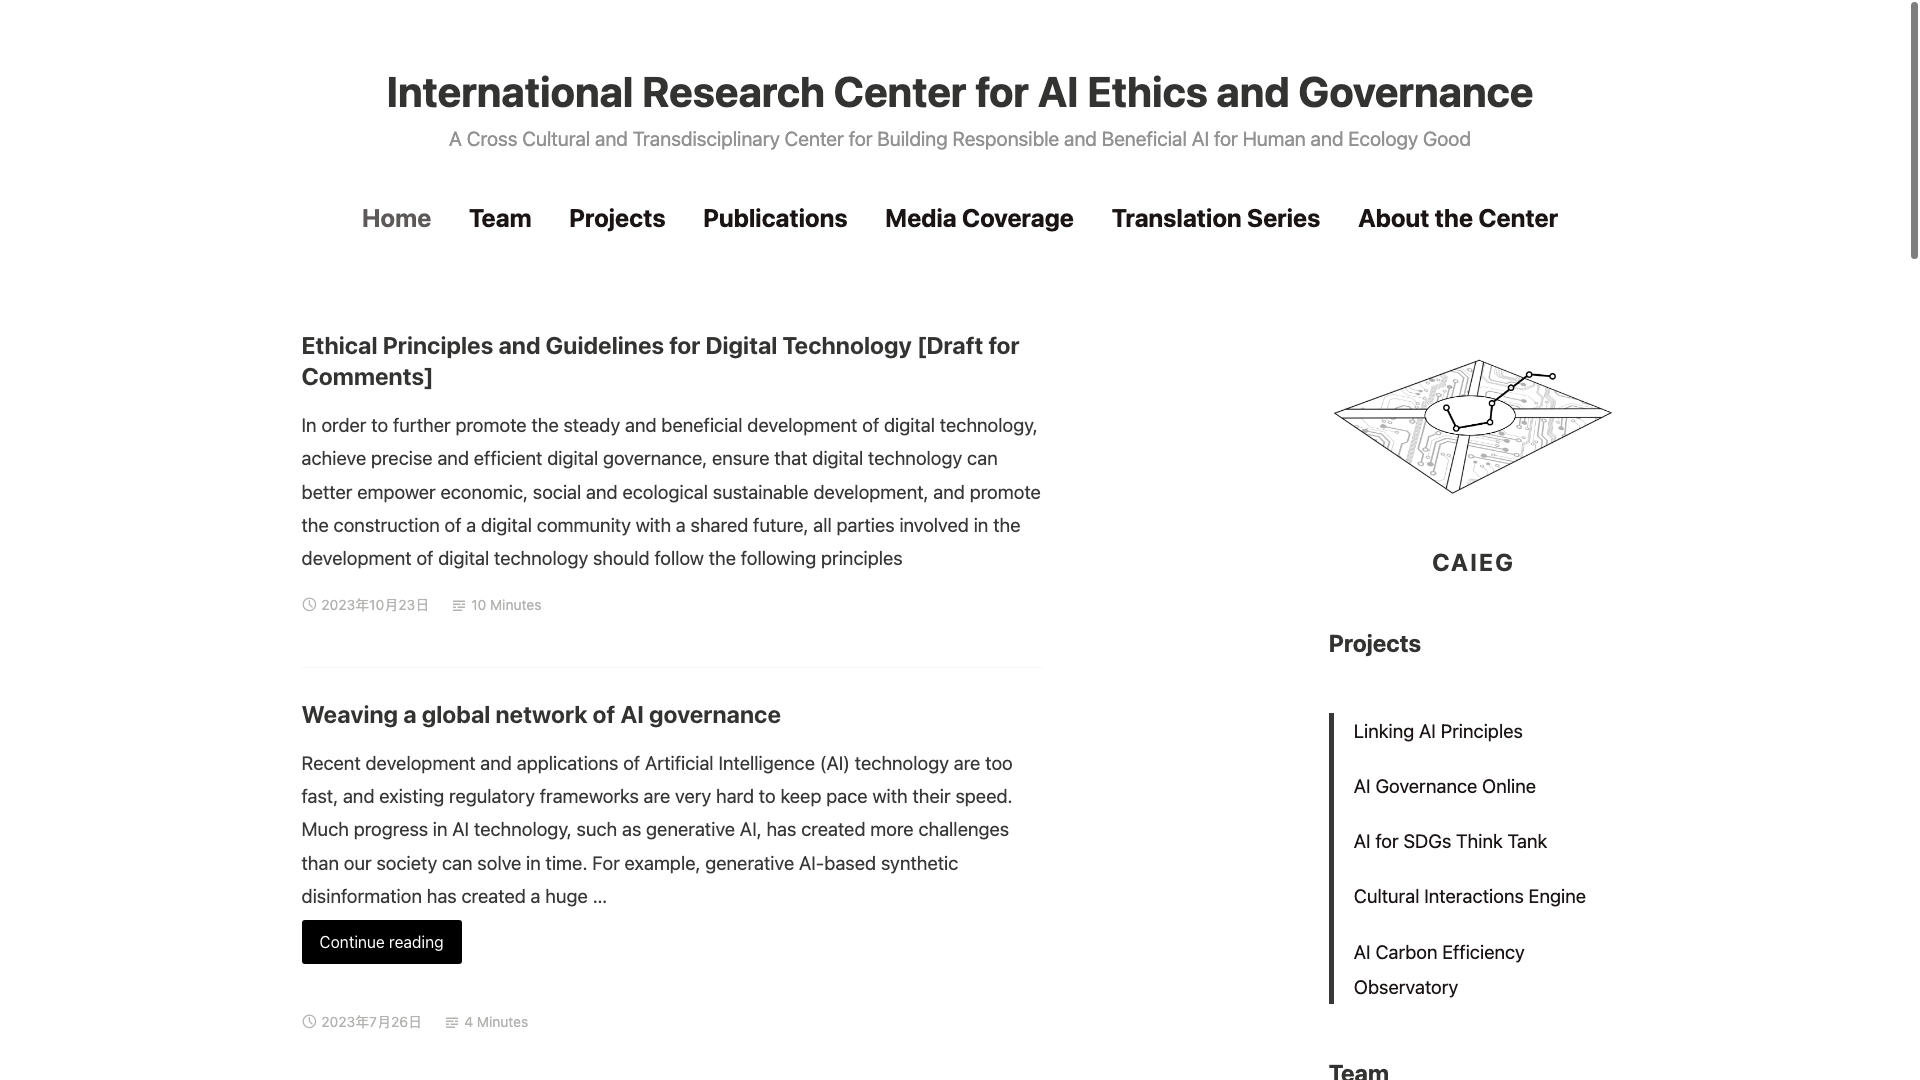 International Research Center for AI Ethics and Governance
A Cross Cultural and Transdisciplinary Center for Building Responsible and Beneficial AI for Human and Ecology Good
Home Team Projects Publications Media Coverage Translation Series About the Center
Ethical Principles and Guidelines for Digital Technology [Draft for
Comments]
In order to further promote the steady and beneficial development of digital technology,
achieve precise and efficient digital governance, ensure that digital technology can
better empower economic, social and ecological sustainable development, and promote
the construction of a digital community with a shared future, all parties involved in the
development of digital technology should follow the following principles
2023年10月23日 10 Minutes
Weaving a global network of AI governance
Recent development and applications of Artificial Intelligence (AI) technology are too
fast, and existing regulatory frameworks are very hard to keep pace with their speed.
Much progress in AI technology, such as generative AI, has created more challenges
than our society can solve in time. For example, generative AI-based synthetic
disinformation has created a huge ...
Continue reading
2023年7月26日 4 Minutes
CAIEG
Projects
Linking AI Principles
AI Governance Online
AI for SDGs Think Tank
Cultural Interactions Engine
AI Carbon Efficiency
Observatory
Team